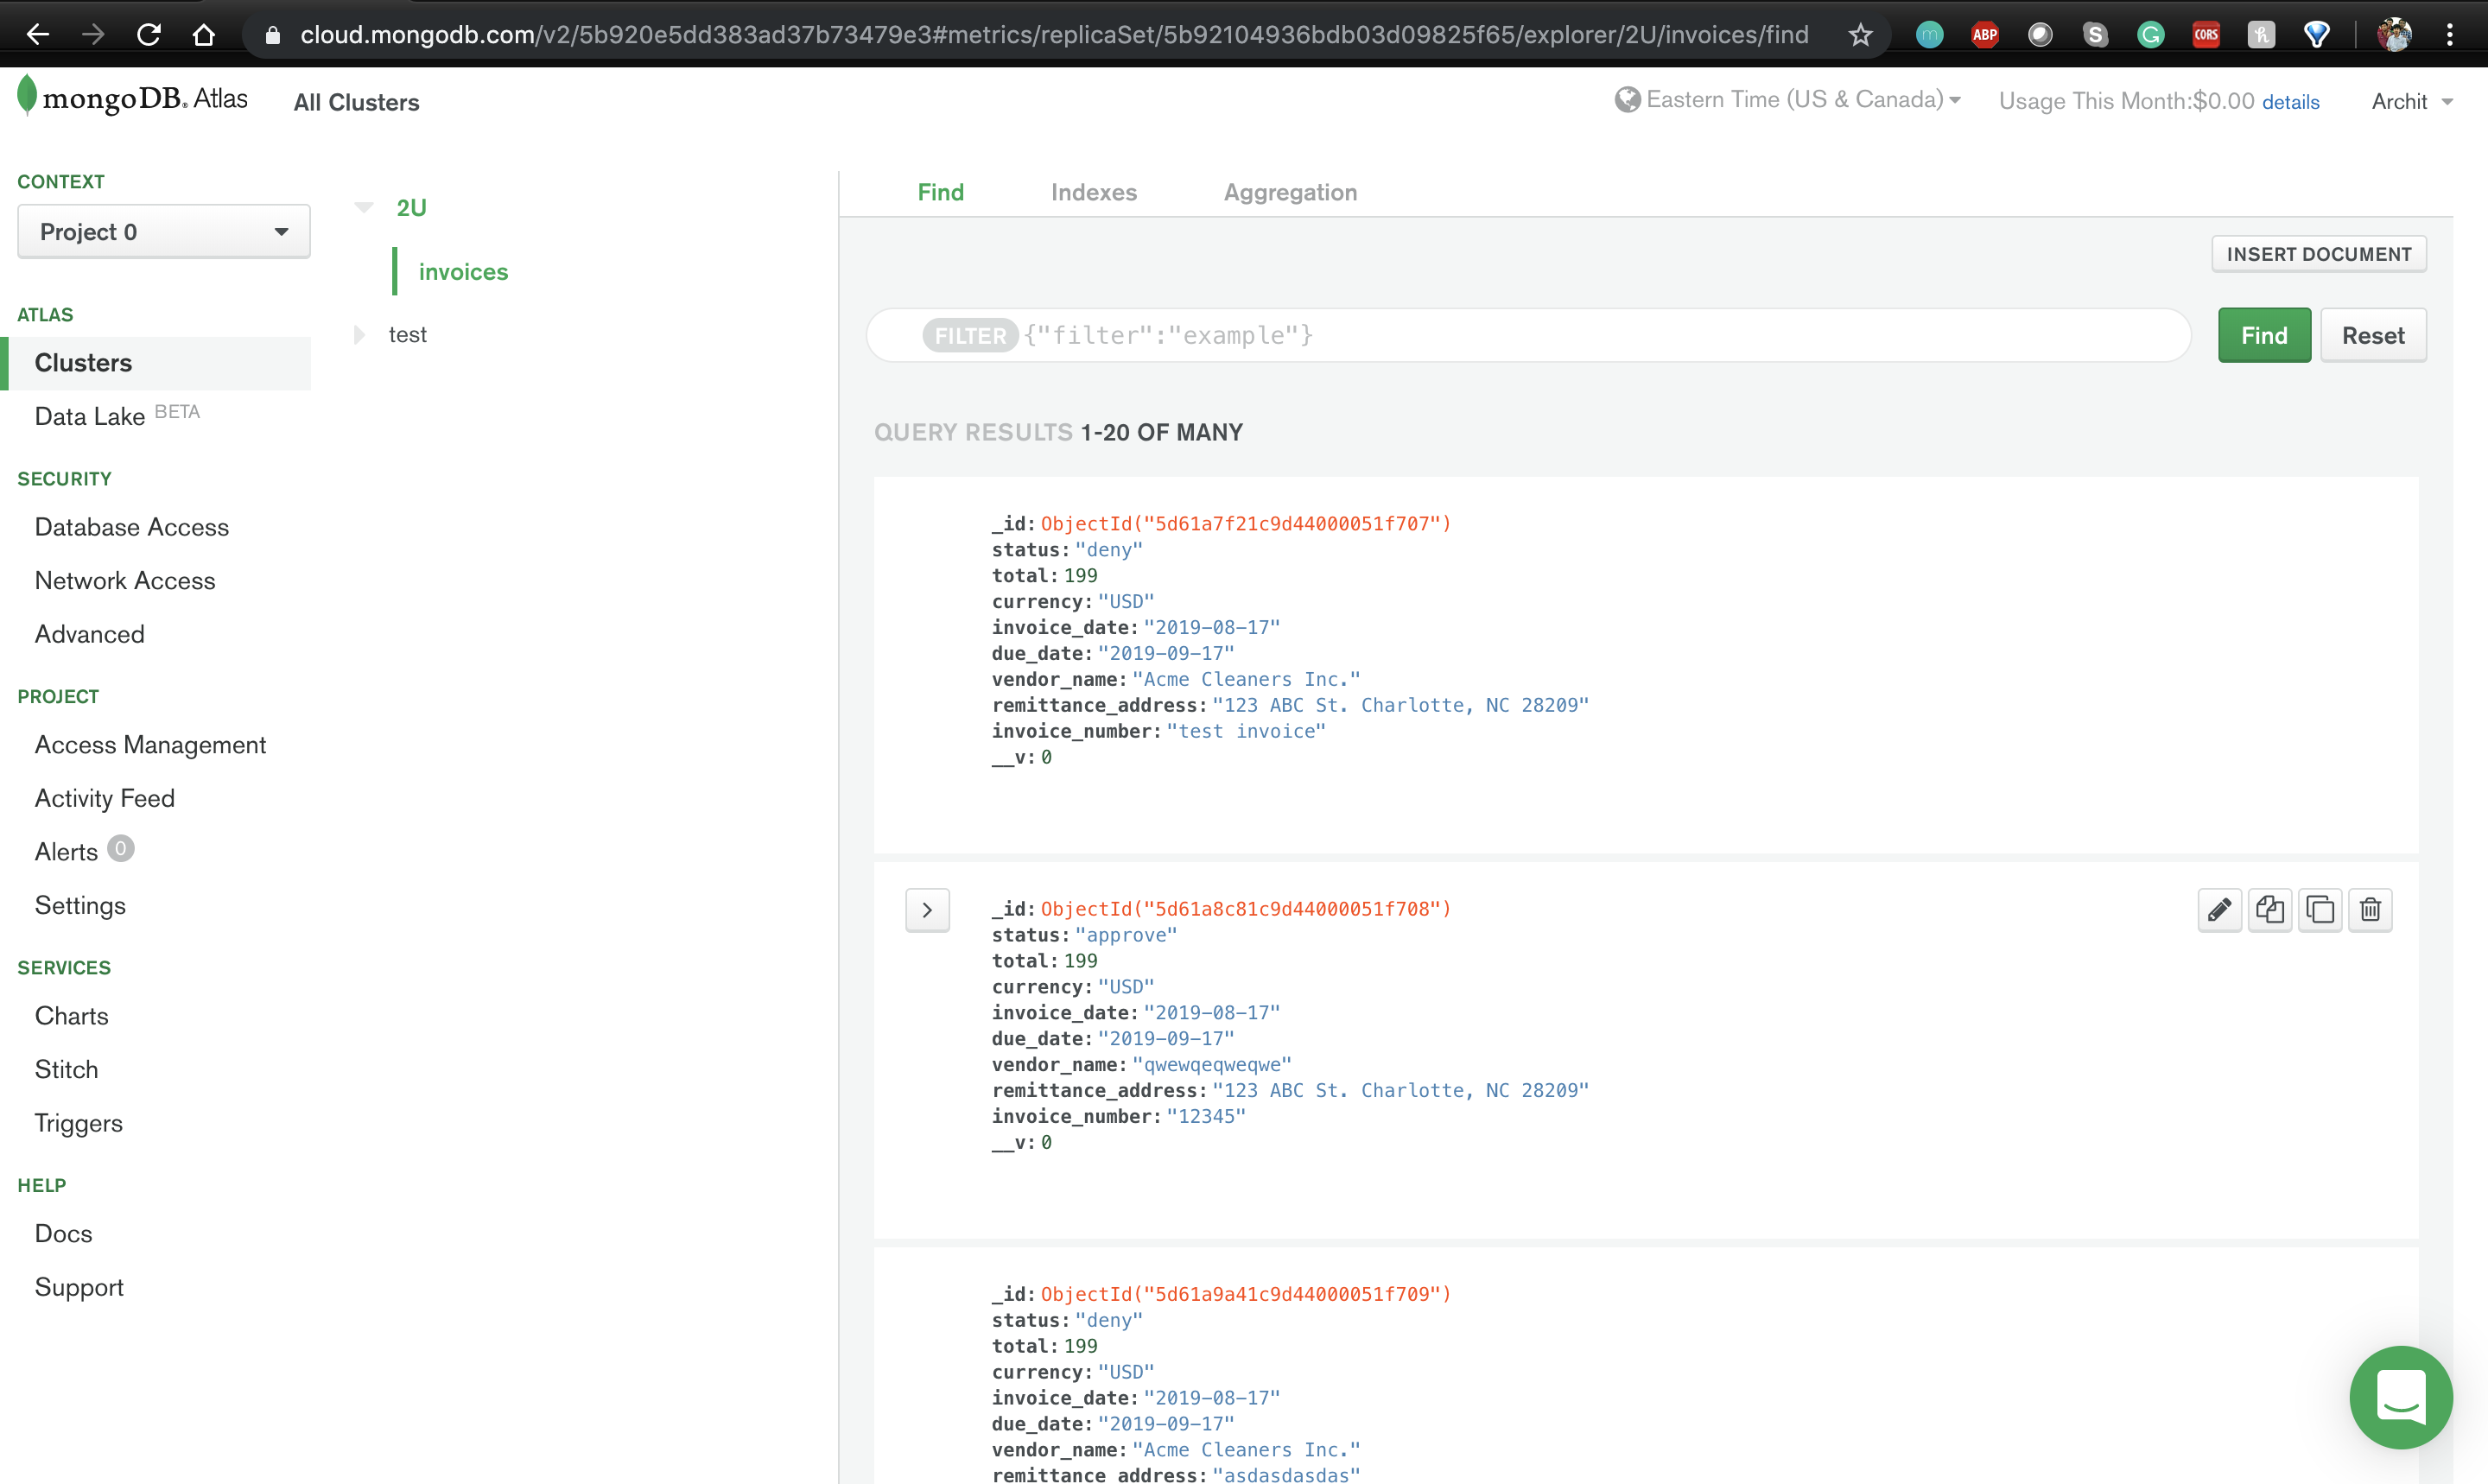 cloud.mongodb.com/v2/5b920e5dd383ad37b73479e3#metrics/replicaSet/5b92104936bdb03d09825f65/explorer/2U/invoices/find
m
ABP
S
G
CORS
h
mongoDB. Atlas
All Clusters
Eastern Time (US & Canada)
Usage This Month:$0.00 details
Archit
CONTEXT
Project 0
ATLAS
Clusters
Data Lake BETA
SECURITY
Database Access
Network Access
Advanced
PROJECT
Access Management
Activity Feed
Alerts 0
Settings
SERVICES
Charts
Stitch
Triggers
HELP
Docs
Support
2U
invoices
test
Find Indexes Aggregation
INSERT DOCUMENT
FILTER {"filter":"example"}
Find
Reset
QUERY RESULTS 1-20 OF MANY
_id: ObjectId("5d61a7f21c9d44000051f707")
status: "deny"
total: 199
currency: "USD"
invoice_date: "2019-08-17"
due_date: "2019-09-17"
vendor_name: "Acme Cleaners Inc."
remittance_address: "123 ABC St. Charlotte, NC 28209"
invoice_number: "test invoice"
__v: 0
_id: ObjectId("5d61a8c81c9d44000051f708")
status: "approve"
total: 199
currency: "USD"
invoice_date: "2019-08-17"
due_date: "2019-09-17"
vendor_name: "qwewqeqweqwe"
remittance_address: "123 ABC St. Charlotte, NC 28209"
invoice_number: "12345"
__v: 0
_id: ObjectId("5d61a9a41c9d44000051f709")
status: "deny"
total: 199
currency: "USD"
invoice_date: "2019-08-17"
due_date: "2019-09-17"
vendor_name: "Acme Cleaners Inc."
remittance_address: "asdasdasdas"